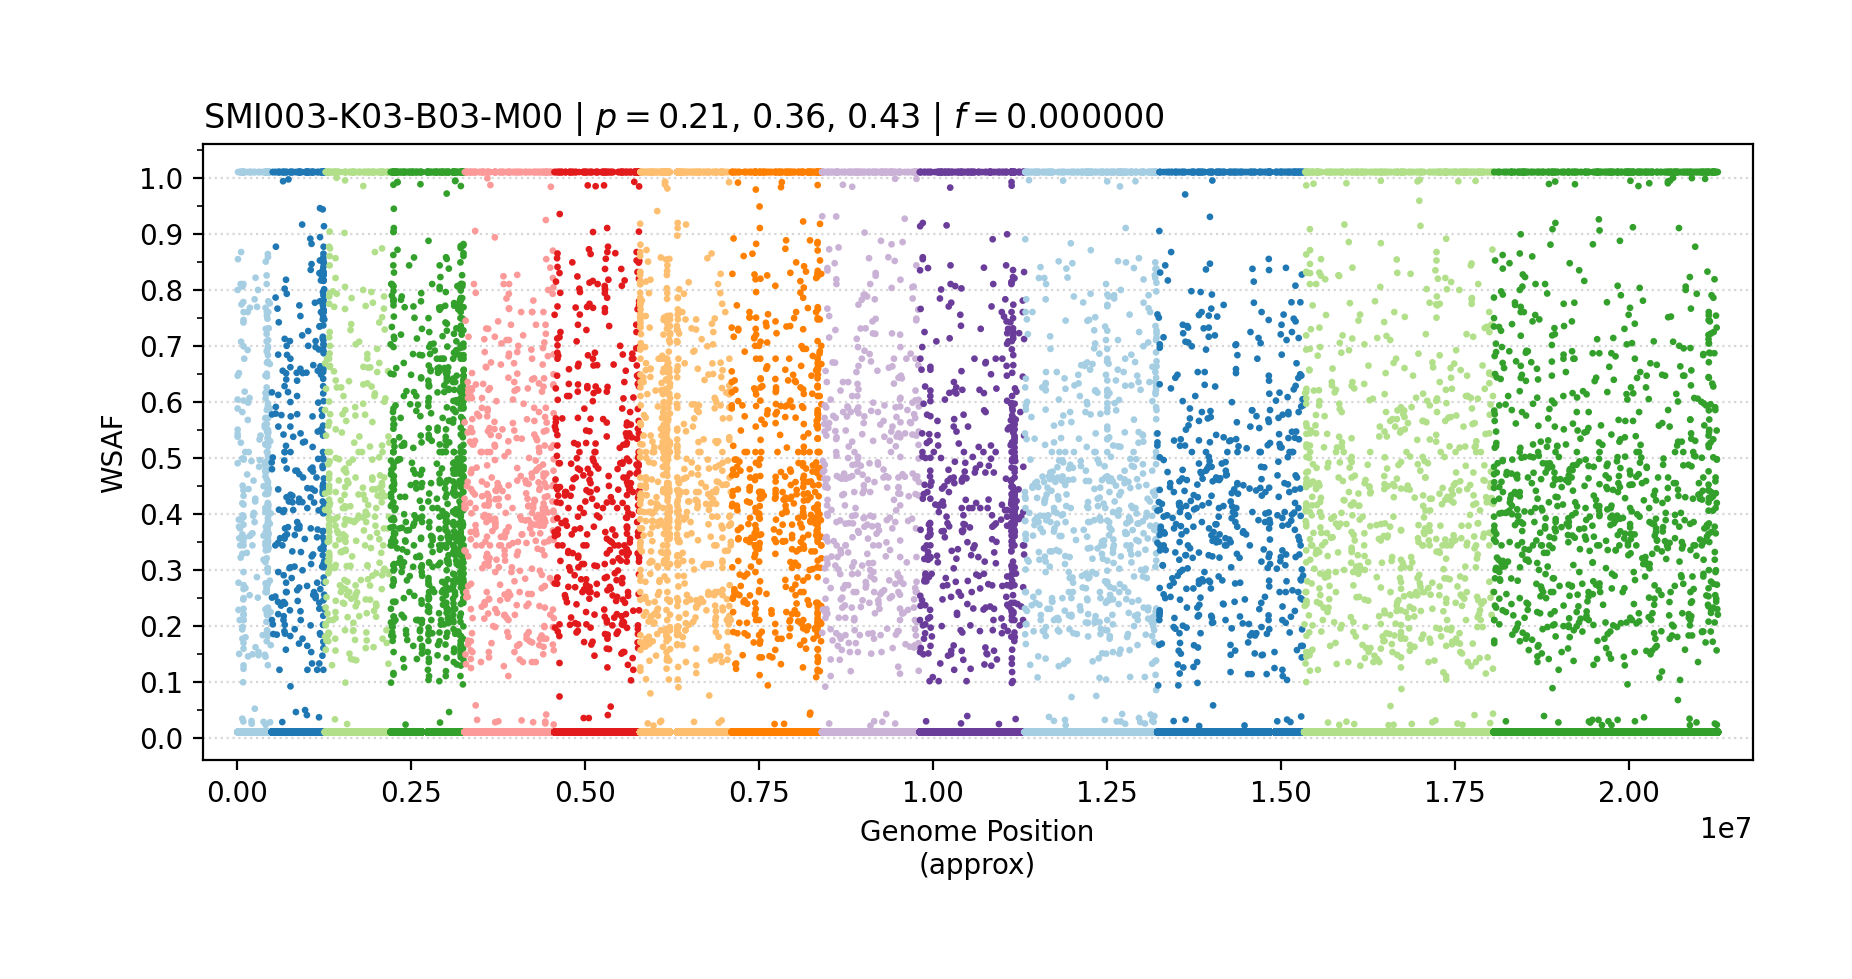 SMI003-K03-B03-M00 | p = 0.21, 0.36, 0.43 | f = 0.000000
1.0
0.9
0.8
0.7
0.6
0.5
0.4
0.3
0.2
0.1
0.0
WSAF
0.00 0.25 0.50 0.75 1.00 1.25 1.50 1.75 2.00
1e7
Genome Position
(approx)